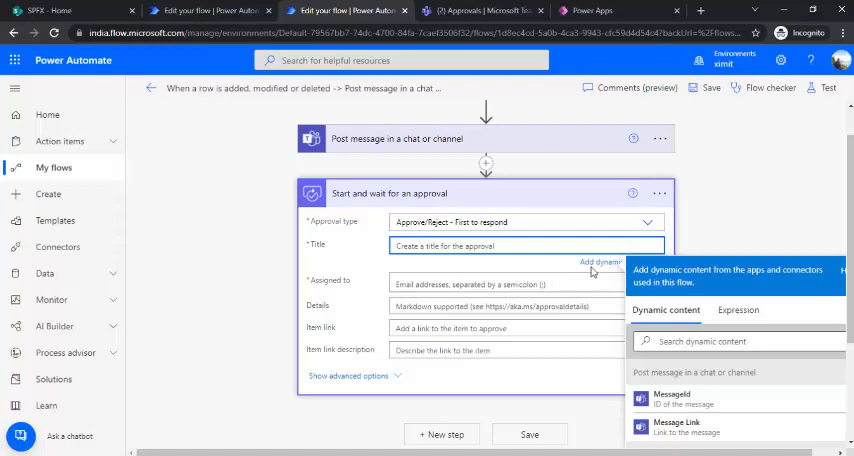 SPFX - Home
Edit your flow | Power Automate
Edit your flow | Power Automate
(2) Approvals | Microsoft Tea
Power Apps
india.flow.microsoft.com/manage/environments/Default-79567bb7-74dc-4700-84fa-7caef3506f32/flows/1d8ec4cd-5a0b-4ca3-9943-cfc59d4d54c4?backUrl=%2Fflows...
Incognito
Power Automate
Search for helpful resources
Environments
ximit
When a row is added, modified or deleted -> Post message in a chat ...
Comments (preview)
Save
Flow checker
Test
Home
Action items
My flows
Create
Templates
Connectors
Data
Monitor
AI Builder
Process advisor
Solutions
Learn
Ask a chatbot
Post message in a chat or channel
Start and wait for an approval
* Approval type
Approve/Reject - First to respond
* Title
Create a title for the approval
Add dynamic
* Assigned to
Email addresses, separated by a semicolon (;)
Details
Markdown supported (see https://aka.ms/approvaldetails)
Item link
Add a link to the item to approve
Item link description
Describe the link to the item
Show advanced options
+ New step
Save
Add dynamic content from the apps and connectors
used in this flow.
H
Dynamic content
Expression
Search dynamic content
Post message in a chat or channel
MessageId
ID of the message
Message Link
Link to the message